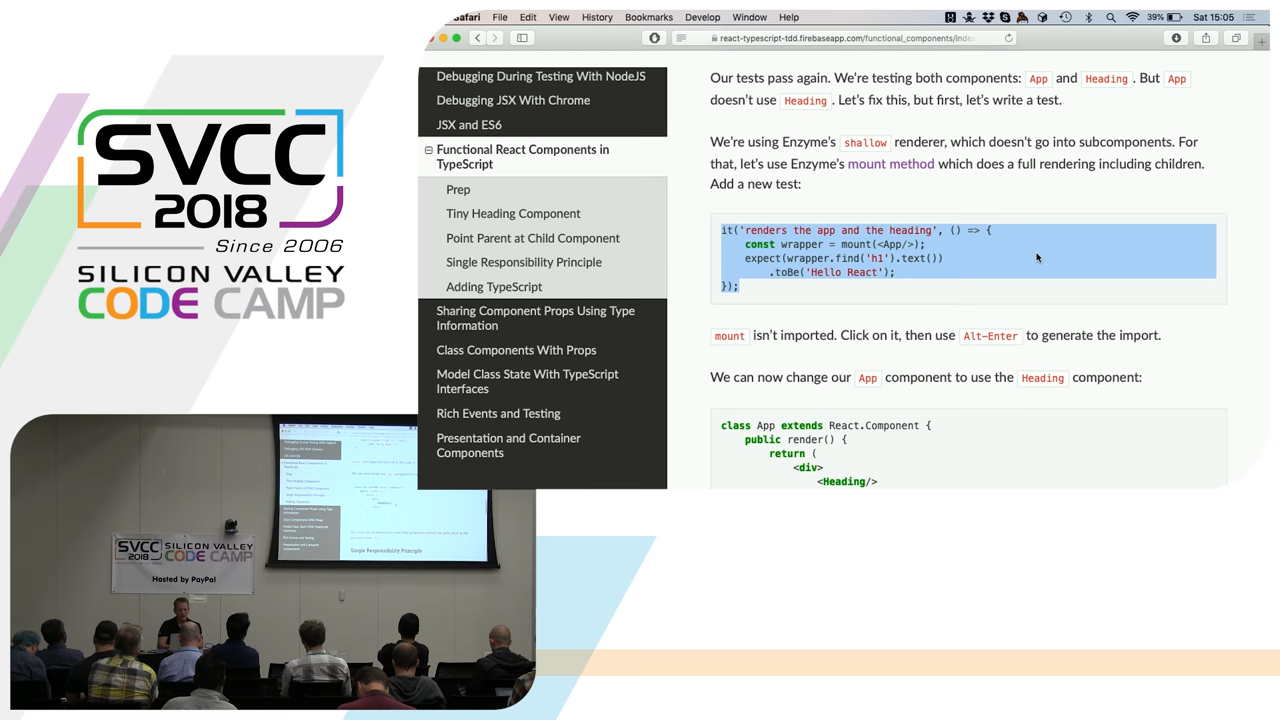 SVCC
2018
Since 2006
SILICON VALLEY
CODE CAMP
Safari File Edit View History Bookmarks Develop Window Help
39% Sat 15:05
react-typescript-tdd.firebaseapp.com/functional_components/inde
Debugging During Testing With NodeJS
Debugging JSX With Chrome
JSX and ES6
Functional React Components in
TypeScript
Prep
Tiny Heading Component
Point Parent at Child Component
Single Responsibility Principle
Adding TypeScript
Sharing Component Props Using Type
Information
Class Components With Props
Model Class State With TypeScript
Interfaces
Rich Events and Testing
Presentation and Container
Components
Our tests pass again. We’re testing both components: App and Heading. But App
doesn’t use Heading. Let’s fix this, but first, let’s write a test.
We’re using Enzyme’s shallow renderer, which doesn’t go into subcomponents. For
that, let’s use Enzyme’s mount method which does a full rendering including children.
Add a new test:
it('renders the app and the heading', () => {
const wrapper = mount(<App/>);
expect(wrapper.find('h1').text())
.toBe('Hello React');
});
mount isn’t imported. Click on it, then use Alt-Enter to generate the import.
We can now change our App component to use the Heading component:
class App extends React.Component {
public render() {
return (
<div>
<Heading/>
SVCC SILICON VALLEY
2018 CODE CAMP
Hosted by PayPal
Single Responsibility Principle